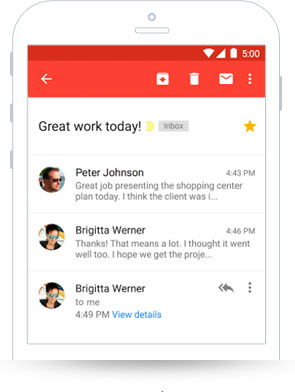 5:00
Great work today! Inbox
Peter Johnson 4:43 PM
Great job presenting the shopping center
plan today. I think the client was i...
Brigitta Werner 4:46 PM
Thanks! That means a lot. I thought it went
well too. I hope we get the proje...
Brigitta Werner
to me
4:49 PM View details